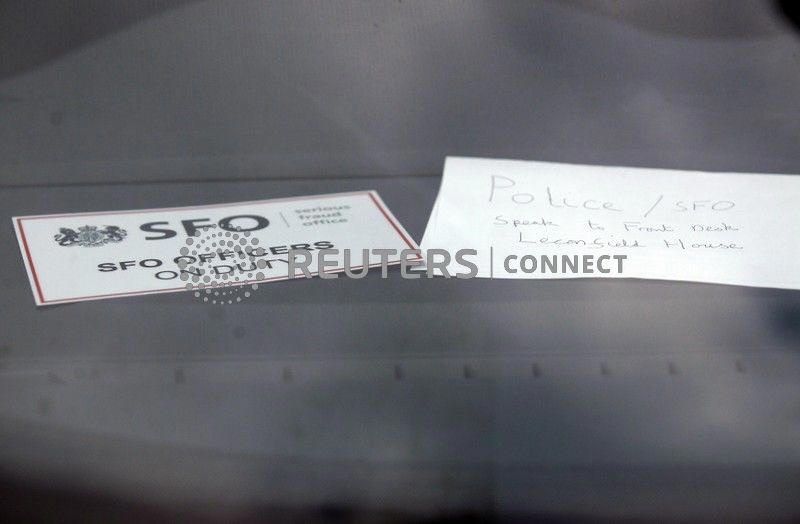 SFO
serious
fraud
office
SFO OFFICERS
ON DUTY
Police / SFO
Speak to Front Desk
Leconfield House
REUTERS CONNECT